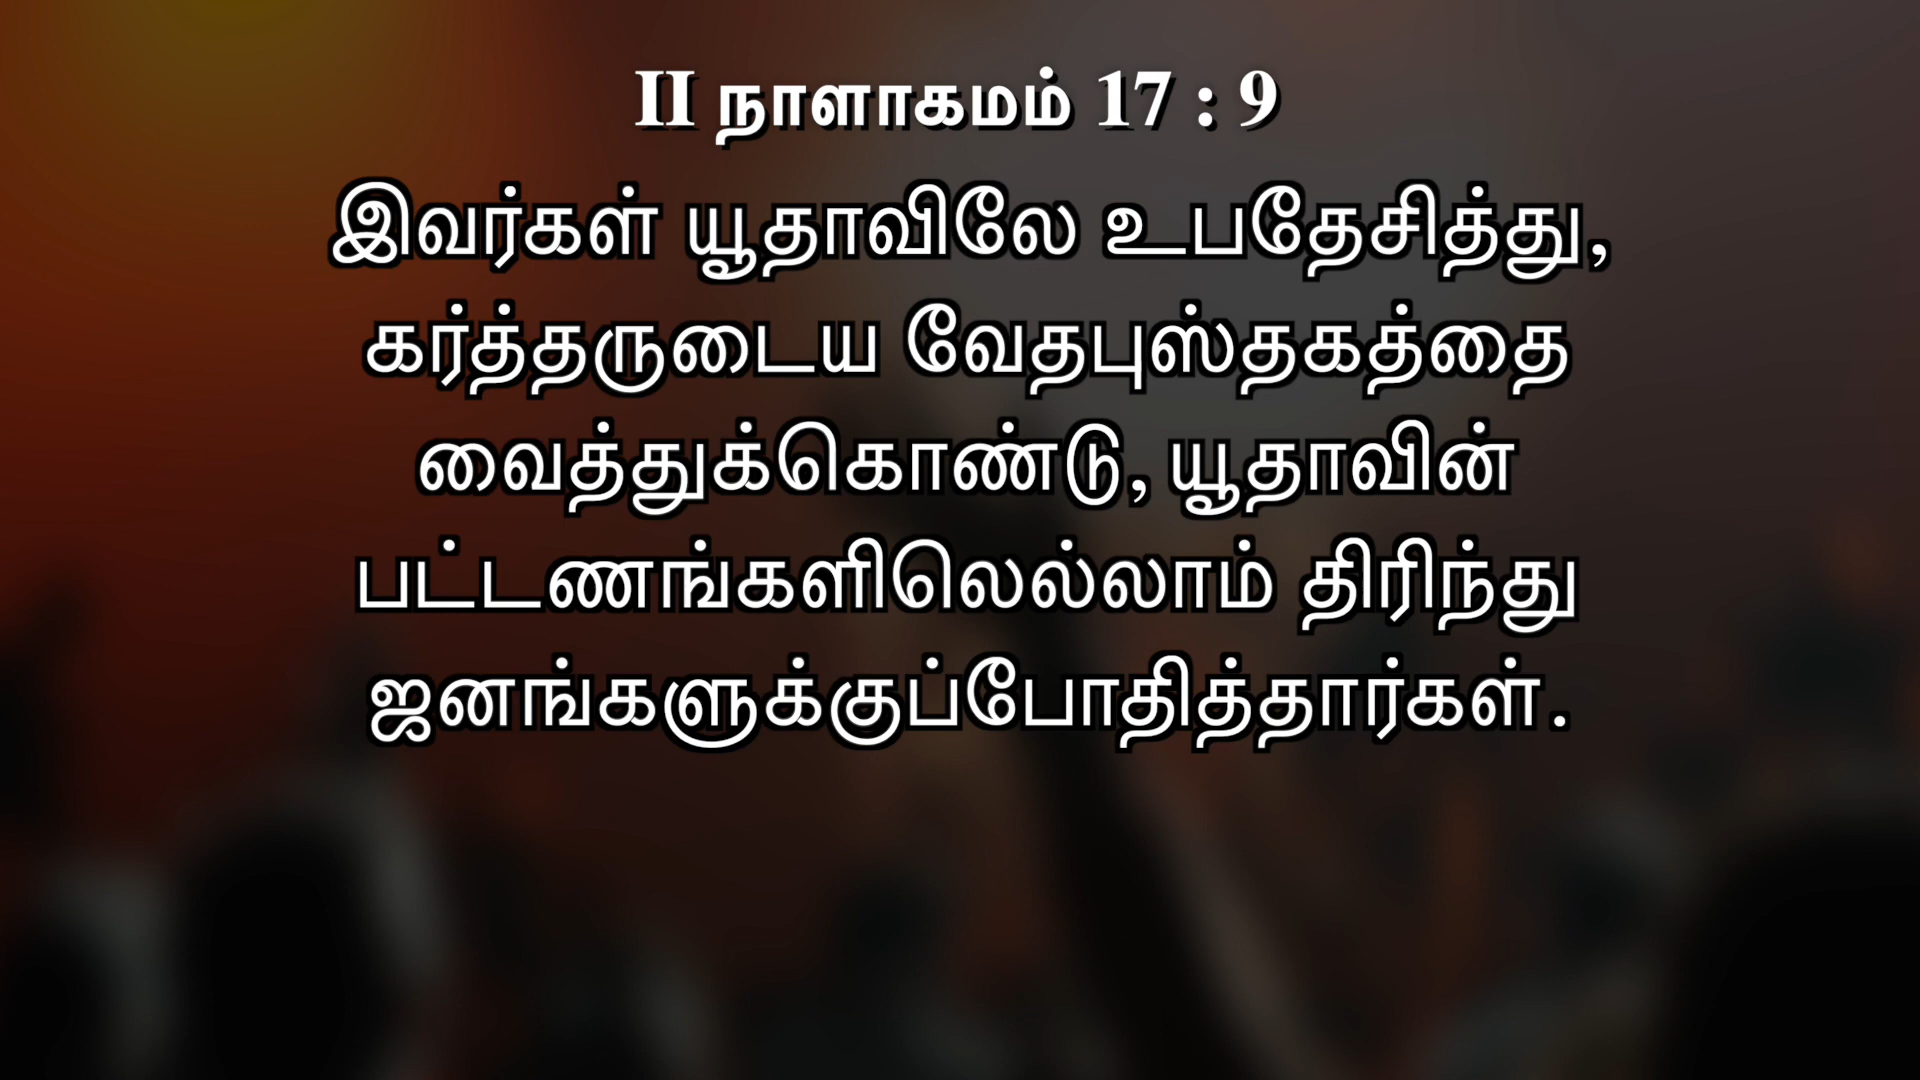 II நாளாகமம் 17 : 9
இவர்கள் யூதாவிலே உபதேசித்து,
கர்த்தருடைய வேதபுஸ்தகத்தை
வைத்துக்கொண்டு, யூதாவின்
பட்டணங்களிலெல்லாம் திரிந்து
ஜனங்களுக்குப்போதித்தார்கள்.